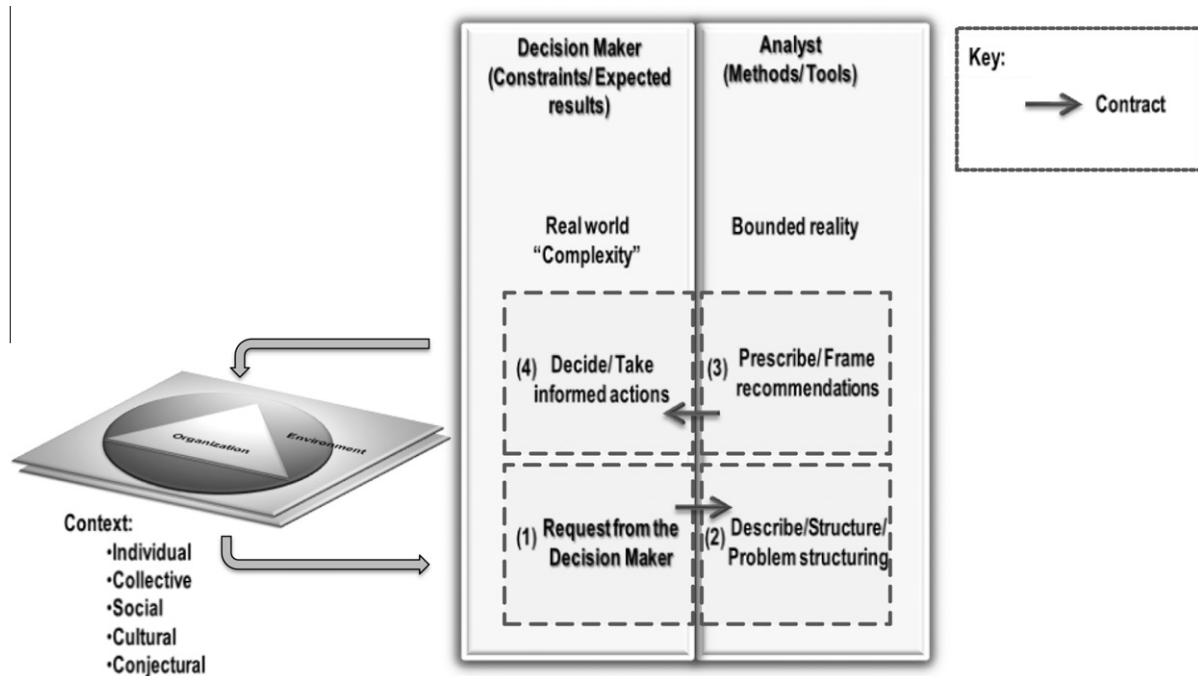 Decision Maker
(Constraints/ Expected
results)
Analyst
(Methods/ Tools)
Key:
Contract
Real world
“Complexity”
Bounded reality
(4) Decide/ Take
informed actions
(3) Prescribe/ Frame
recommendations
Organization
Environment
(1) Request from the
Decision Maker
(2) Describe/Structure/
Problem structuring
Context:
•Individual
•Collective
•Social
•Cultural
•Conjectural